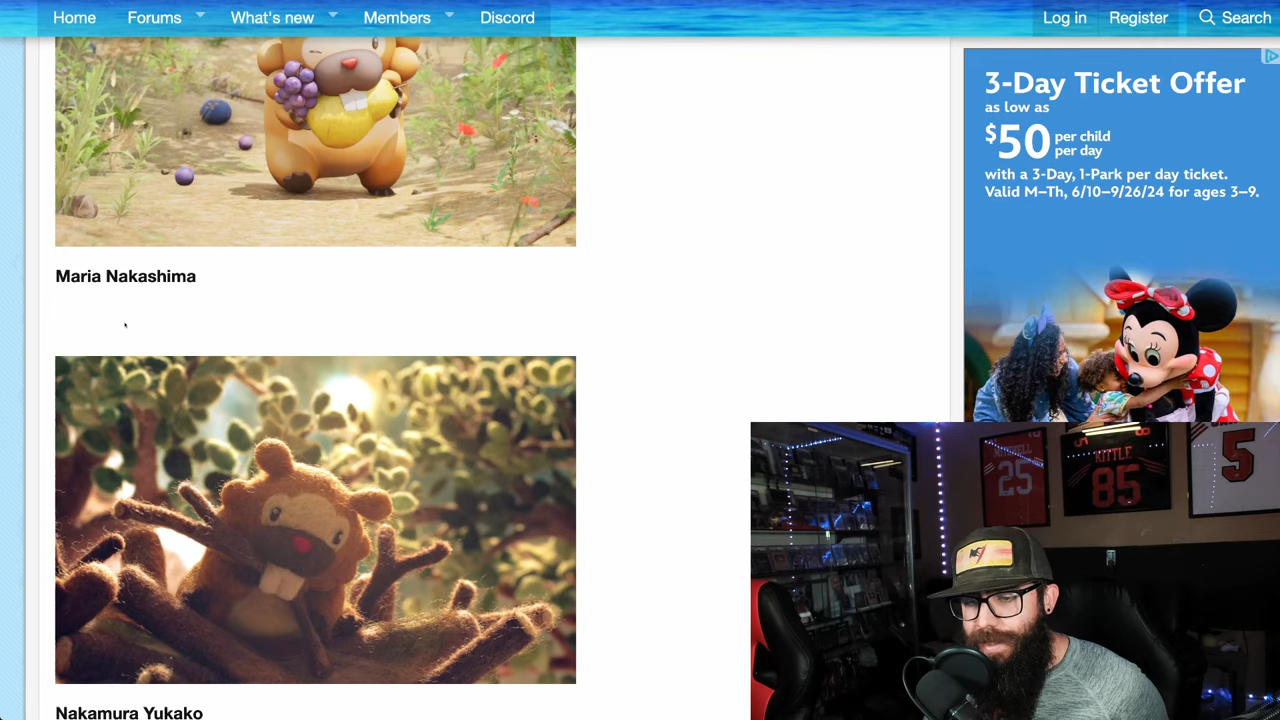 Home Forums What's new Members Discord Log in Register Search
3-Day Ticket Offer
as low as
$50 per child
per day
with a 3-Day, 1-Park per day ticket.
Valid M–Th, 6/10–9/26/24 for ages 3–9.
Maria Nakashima
25
KITTLE
85
5
Nakamura Yukako